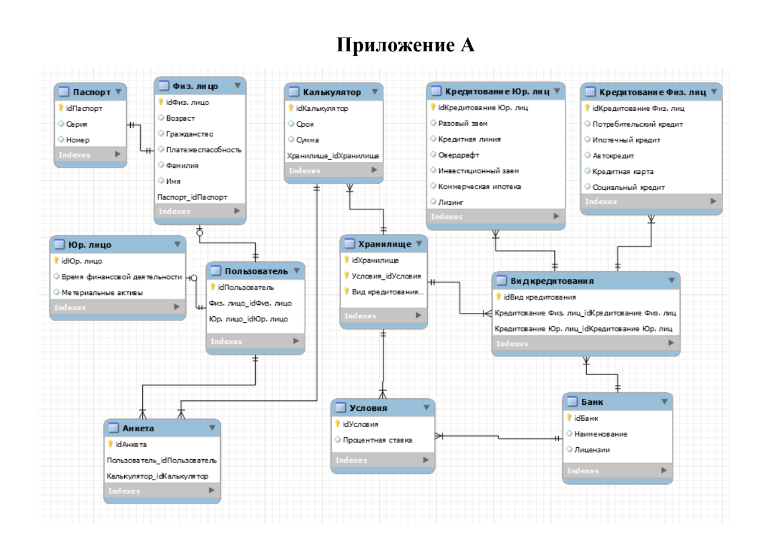 Приложение А
Паспорт
idПаспорт
Серия
Номер
Indexes
Физ. лицо
idФиз. лицо
Возраст
Гражданство
Платежеспособность
Фамилия
Имя
Паспорт_idПаспорт
Indexes
Калькулятор
idКалькулятор
Срок
Сумма
Хранилище_idХранилище
Indexes
Кредитование Юр. лиц
idКредитование Юр. лиц
Разовый заем
Кредитная линия
Овердрефт
Инвестиционный заем
Коммерческая ипотека
Лизинг
Indexes
Кредитование Физ. лиц
idКредитование Физ. лиц
Потребительский кредит
Ипотечный кредит
Автокредит
Кредитная карта
Социальный кредит
Indexes
Юр. лицо
idЮр. лицо
Время финансовой деятельности
Метериальные активы
Indexes
Пользователь
idПользователь
Физ. лицо_idФиз. лицо
Юр. лицо_idЮр. лицо
Indexes
Хранилище
idХранилище
Условия_idУсловия
Вид кредитования...
Indexes
Вид кредитования
idВид кредитования
Кредитование Физ. лиц_idКредитование Физ. лиц
Кредитование Юр. лиц_idКредитование Юр. лиц
Indexes
Анкета
idАнкета
Пользователь_idПользователь
Калькулятор_idКалькулятор
Indexes
Условия
idУсловия
Процентная ставка
Indexes
Банк
idБанк
Наименование
Лицензии
Indexes